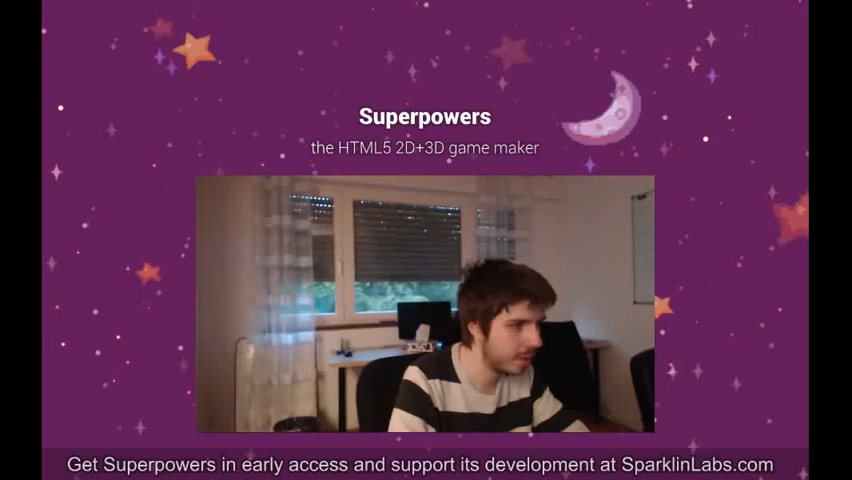 Superpowers
the HTML5 2D+3D game maker
Get Superpowers in early access and support its development at SparklinLabs.com